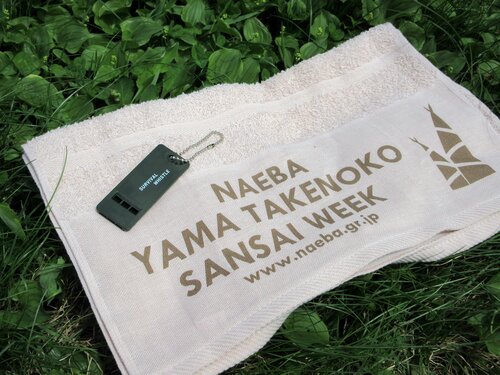 SURVIVAL
WHISTLE
NAEBA
YAMA TAKENOKO
SANSAI WEEK
www.naeba.gr.jp